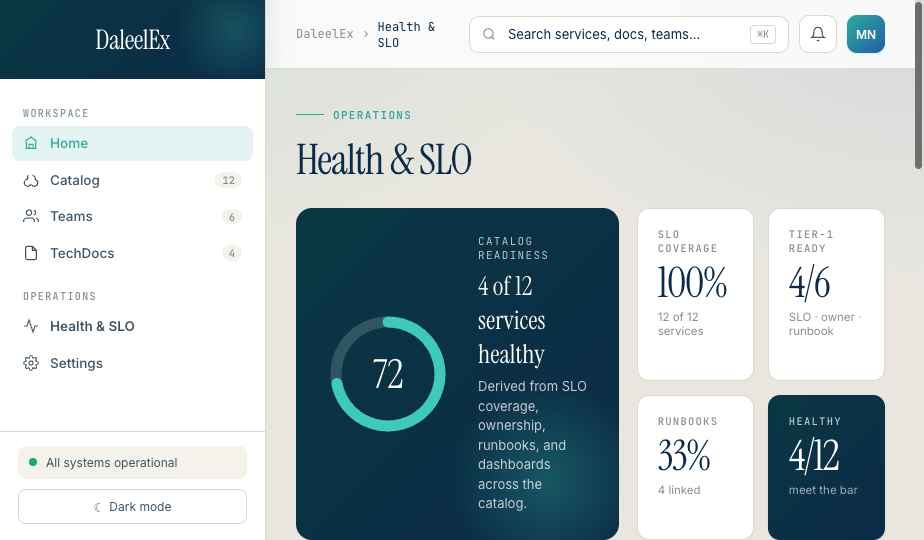 DaleelEx
WORKSPACE
Home
Catalog 12
Teams 6
TechDocs 4
OPERATIONS
Health & SLO
Settings
All systems operational
☾ Dark mode
DaleelEx › Health &
SLO
Search services, docs, teams… ⌘K
MN
OPERATIONS
Health & SLO
72
CATALOG
READINESS
4 of 12
services
healthy
Derived from SLO
coverage,
ownership,
runbooks, and
dashboards
across the
catalog.
SLO
COVERAGE
100%
12 of 12
services
TIER-1
READY
4/6
SLO · owner ·
runbook
RUNBOOKS
33%
4 linked
HEALTHY
4/12
meet the bar